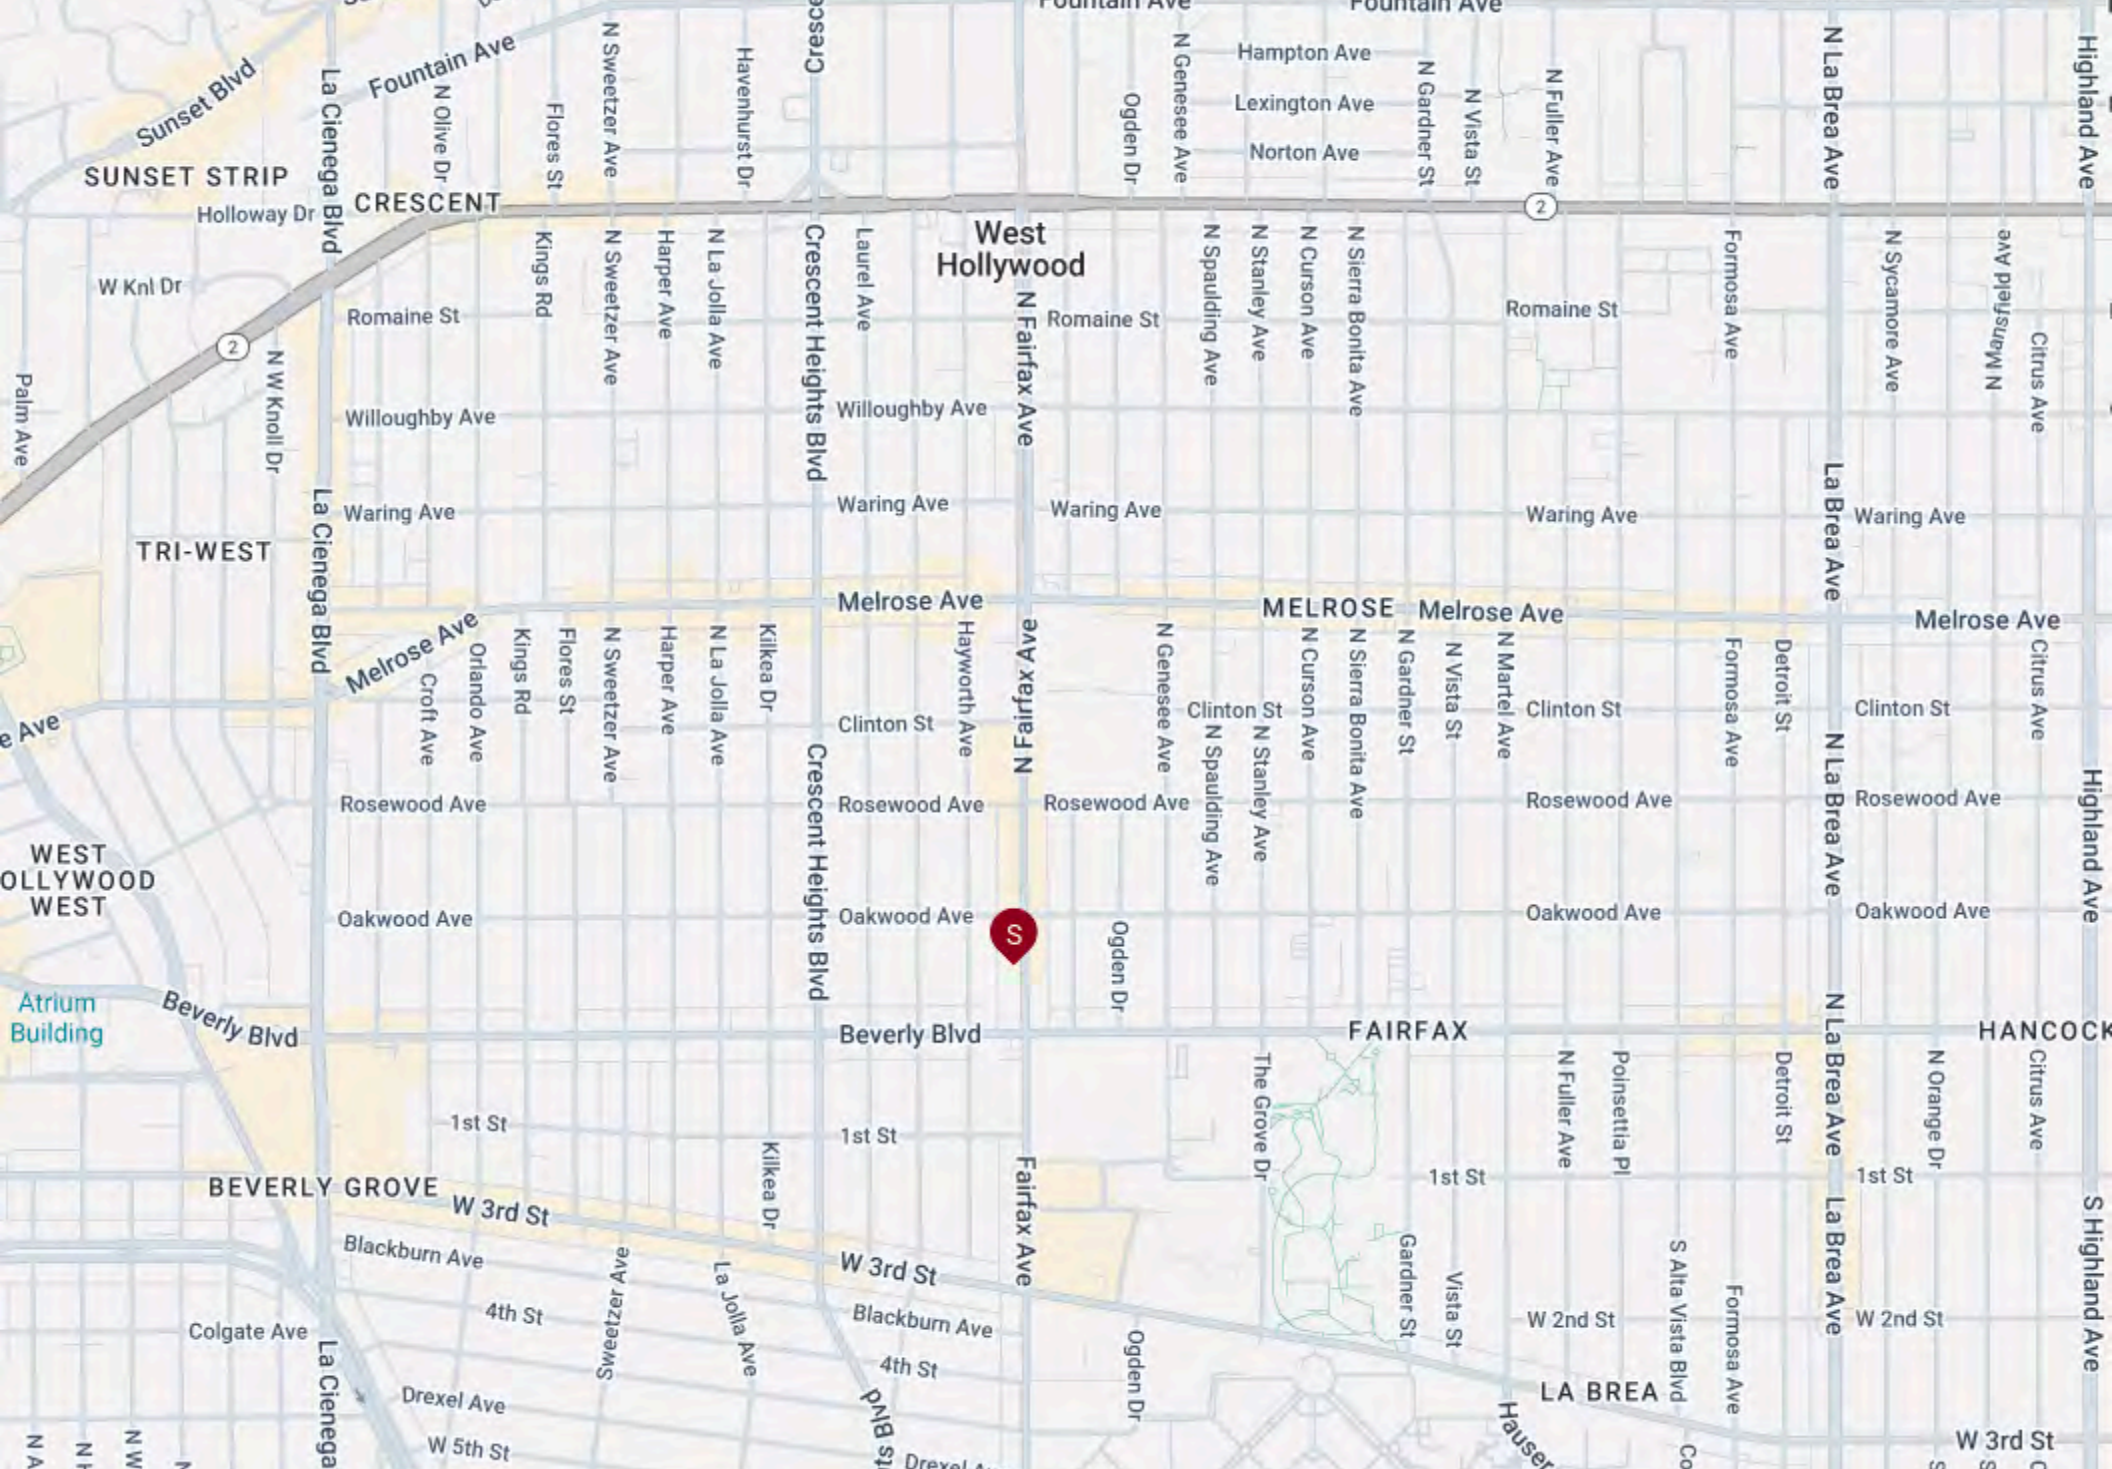 Fountain Ave
Fountain Ave
Sunset Blvd
Fountain Ave
La Cienega Blvd
N Olive Dr
Flores St
N Sweetzer Ave
Havenhurst Dr
Cresce
Ogden Dr
N Genesee Ave
Hampton Ave
Lexington Ave
Norton Ave
N Gardner St
N Vista St
N Fuller Ave
N La Brea Ave
Highland Ave
SUNSET STRIP
CRESCENT
Holloway Dr
2
West
Hollywood
W Knl Dr
2
Romaine St
Kings Rd
N Sweetzer Ave
Harper Ave
N La Jolla Ave
Crescent Heights Blvd
Laurel Ave
N Fairfax Ave
Romaine St
N Spaulding Ave
N Stanley Ave
N Curson Ave
N Sierra Bonita Ave
Romaine St
Formosa Ave
N Sycamore Ave
N Mansfield Ave
Citrus Ave
Palm Ave
N W Knoll Dr
Willoughby Ave
Willoughby Ave
La Cienega Blvd
Waring Ave
Waring Ave
Waring Ave
Waring Ave
La Brea Ave
Waring Ave
TRI-WEST
Melrose Ave
Melrose Ave
MELROSE
Melrose Ave
Melrose Ave
Croft Ave
Orlando Ave
Kings Rd
Flores St
N Sweetzer Ave
Harper Ave
N La Jolla Ave
Kilkea Dr
Hayworth Ave
N Fairfax Ave
N Genesee Ave
Clinton St
Clinton St
N Spaulding Ave
N Stanley Ave
N Curson Ave
N Sierra Bonita Ave
N Gardner St
N Vista St
N Martel Ave
Clinton St
Formosa Ave
Detroit St
N La Brea Ave
Clinton St
Citrus Ave
Highland Ave
e Ave
Crescent Heights Blvd
Rosewood Ave
Rosewood Ave
Rosewood Ave
Rosewood Ave
Rosewood Ave
WEST
OLLYWOOD
WEST
Oakwood Ave
Oakwood Ave
S
Ogden Dr
Oakwood Ave
Oakwood Ave
Atrium
Building
Beverly Blvd
Beverly Blvd
FAIRFAX
N La Brea Ave
HANCOCK
The Grove Dr
N Fuller Ave
Poinsettia Pl
Detroit St
N Orange Dr
Citrus Ave
1st St
1st St
Kilkea Dr
Fairfax Ave
1st St
1st St
BEVERLY GROVE
W 3rd St
W 3rd St
Blackburn Ave
Sweetzer Ave
La Jolla Ave
Blackburn Ave
Gardner St
Vista St
W 2nd St
S Alta Vista Blvd
Formosa Ave
La Brea Ave
W 2nd St
S Highland Ave
4th St
4th St
Colgate Ave
La Cienega
Ogden Dr
Drexel Ave
ts Blvd
LA BREA
Hauser
W 5th St
W 3rd St
N A
N W
Co